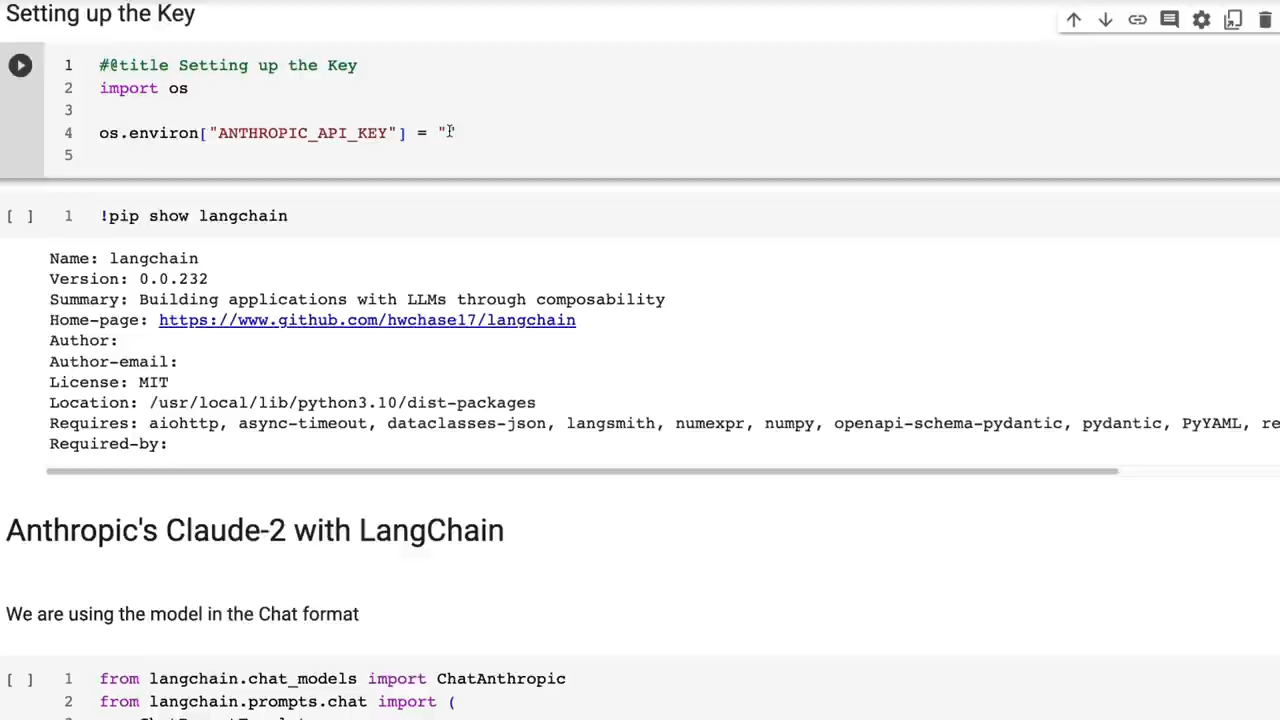 Setting up the Key
1 #@title Setting up the Key
2 import os
3
4 os.environ["ANTHROPIC_API_KEY"] = ""
5
[ ] 1 !pip show langchain
Name: langchain
Version: 0.0.232
Summary: Building applications with LLMs through composability
Home-page: https://www.github.com/hwchase17/langchain
Author:
Author-email:
License: MIT
Location: /usr/local/lib/python3.10/dist-packages
Requires: aiohttp, async-timeout, dataclasses-json, langsmith, numexpr, numpy, openapi-schema-pydantic, pydantic, PyYAML, re
Required-by:
Anthropic's Claude-2 with LangChain
We are using the model in the Chat format
[ ] 1 from langchain.chat_models import ChatAnthropic
2 from langchain.prompts.chat import (